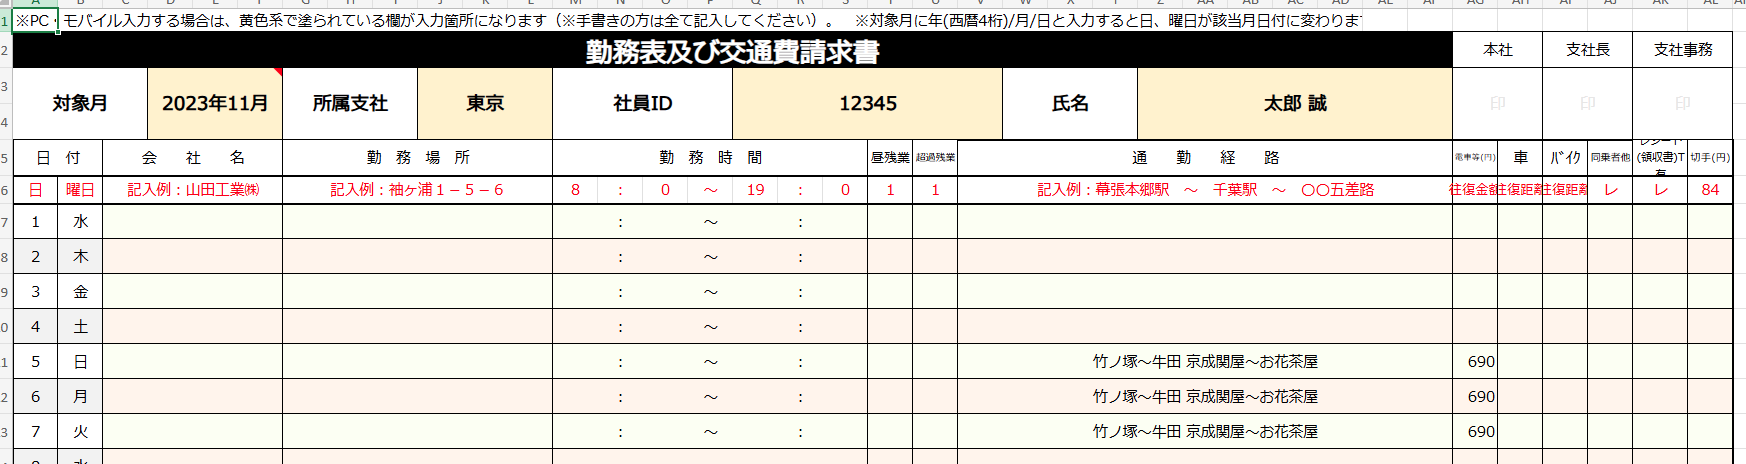 ※PC・モバイル入力する場合は、黄色系で塗られている欄が入力箇所になります（※手書きの方は全て記入してください）。　※対象月に年(西暦4桁)/月/日と入力すると日、曜日が該当月日付に変わりま
勤務表及び交通費請求書 本社 支社長 支社事務
対象月 2023年11月 所属支社 東京 社員ID 12345 氏名 太郎 誠 印 印 印
日 付 会 社 名 勤 務 場 所 勤 務 時 間 昼残業 超過残業 通 勤 経 路 電車等(円) 車 ﾊﾞｲｸ 同乗者他 (領収書)T 有 切手(円)
日 曜日 記入例：山田工業㈱ 記入例：袖ヶ浦１－５－６ 8 : 0 ～ 19 : 0 1 1 記入例：幕張本郷駅　～　千葉駅　～　〇〇五差路 往復金額 往復距離 往復距離 レ レ 84
1 水 : ～ :
2 木 : ～ :
3 金 : ～ :
4 土 : ～ :
5 日 : ～ : 竹ノ塚～牛田 京成関屋～お花茶屋 690
6 月 : ～ : 竹ノ塚～牛田 京成関屋～お花茶屋 690
7 火 : ～ : 竹ノ塚～牛田 京成関屋～お花茶屋 690